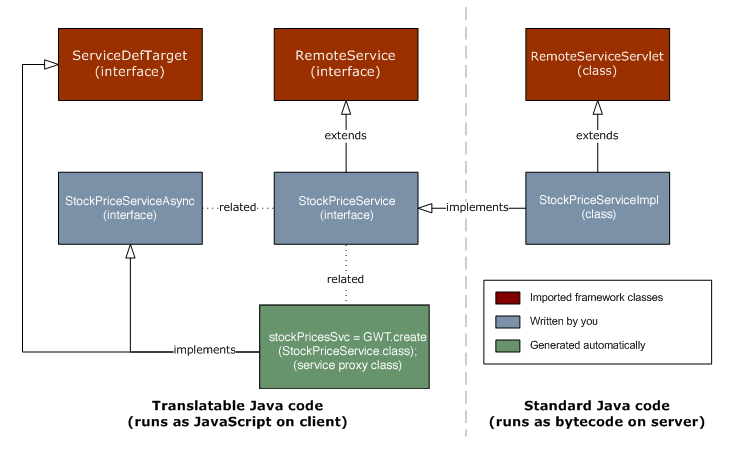 ServiceDefTarget
(interface)
RemoteService
(interface)
RemoteServiceServlet
(class)
extends
extends
StockPriceServiceAsync
(interface)
related
StockPriceService
(interface)
implements
StockPriceServiceImpl
(class)
related
stockPricesSvc = GWT.create
(StockPriceService.class);
(service proxy class)
implements
Imported framework classes
Written by you
Generated automatically
Translatable Java code
(runs as JavaScript on client)
Standard Java code
(runs as bytecode on server)